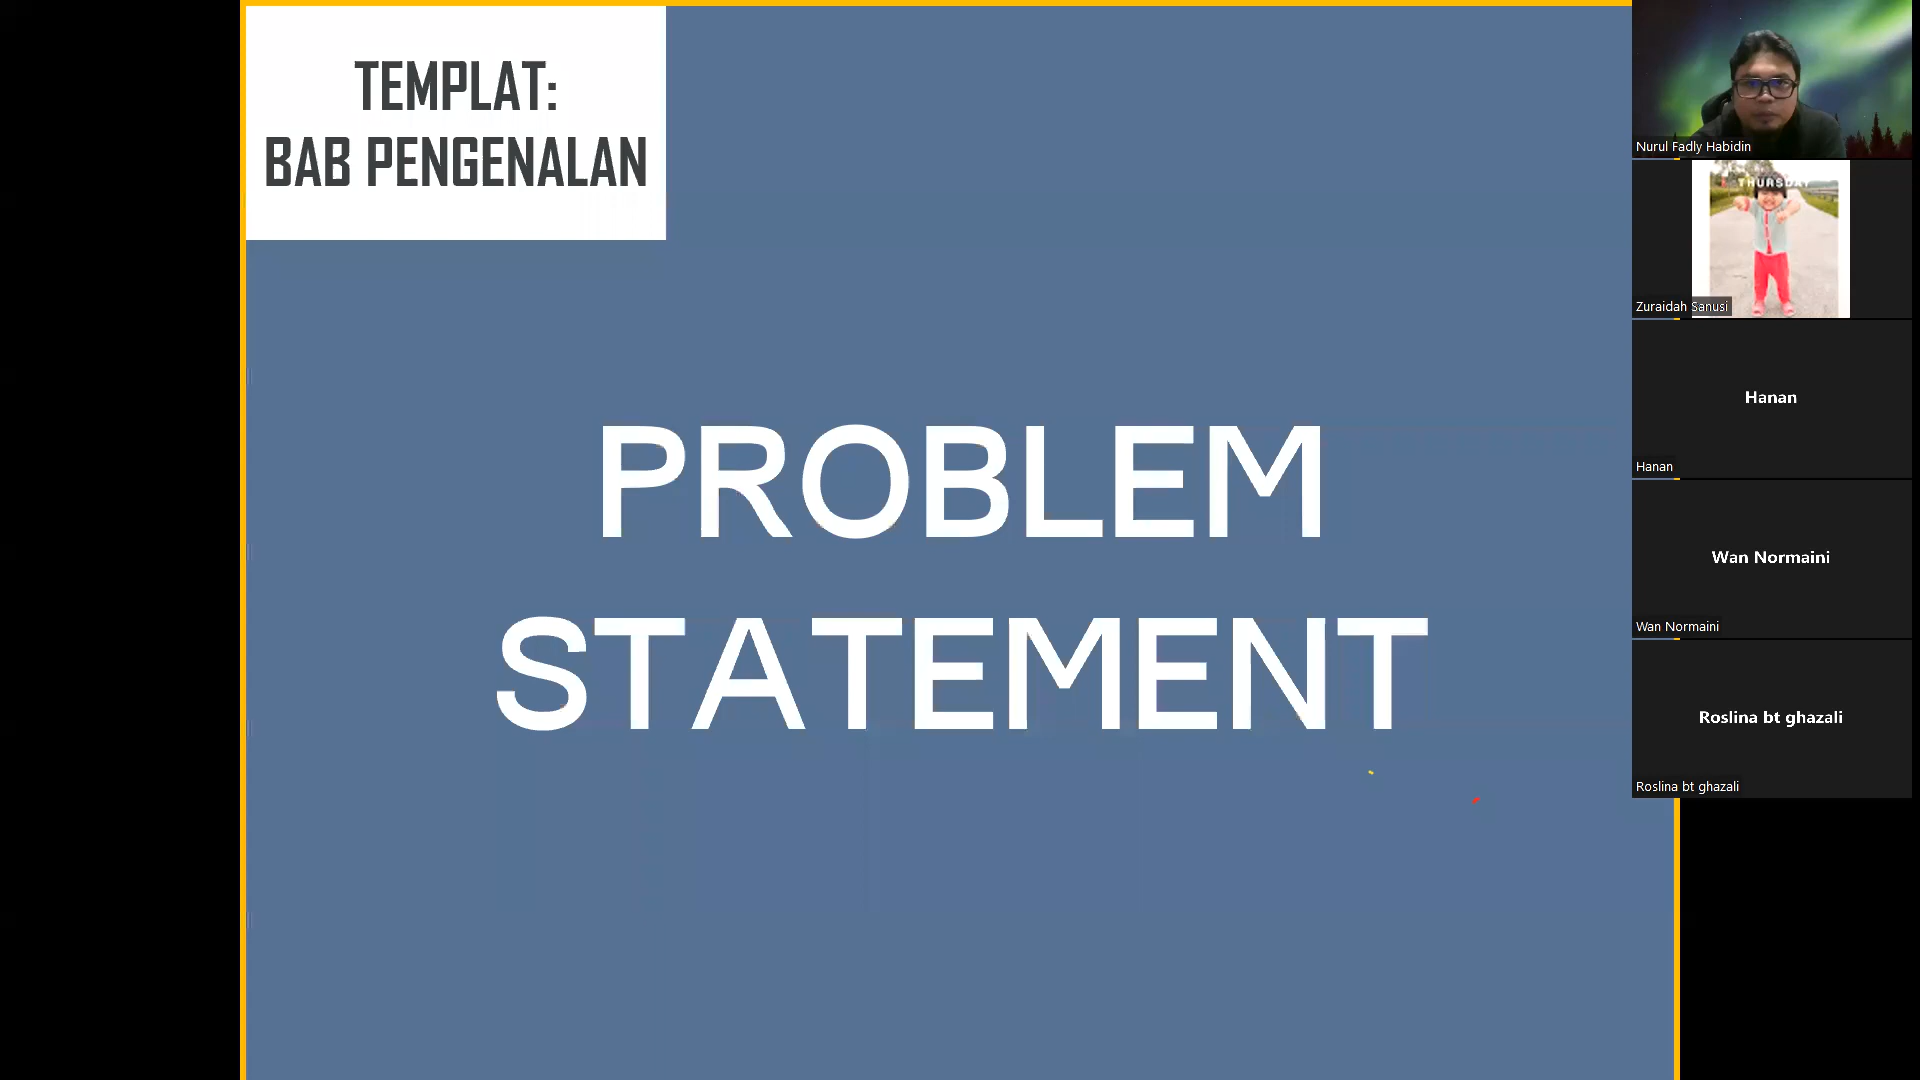 TEMPLAT:
BAB PENGENALAN
PROBLEM
STATEMENT
Nurul Fadly Habidin
THURSDAY
Zuraidah Sanusi
Hanan
Hanan
Wan Normaini
Wan Normaini
Roslina bt ghazali
Roslina bt ghazali